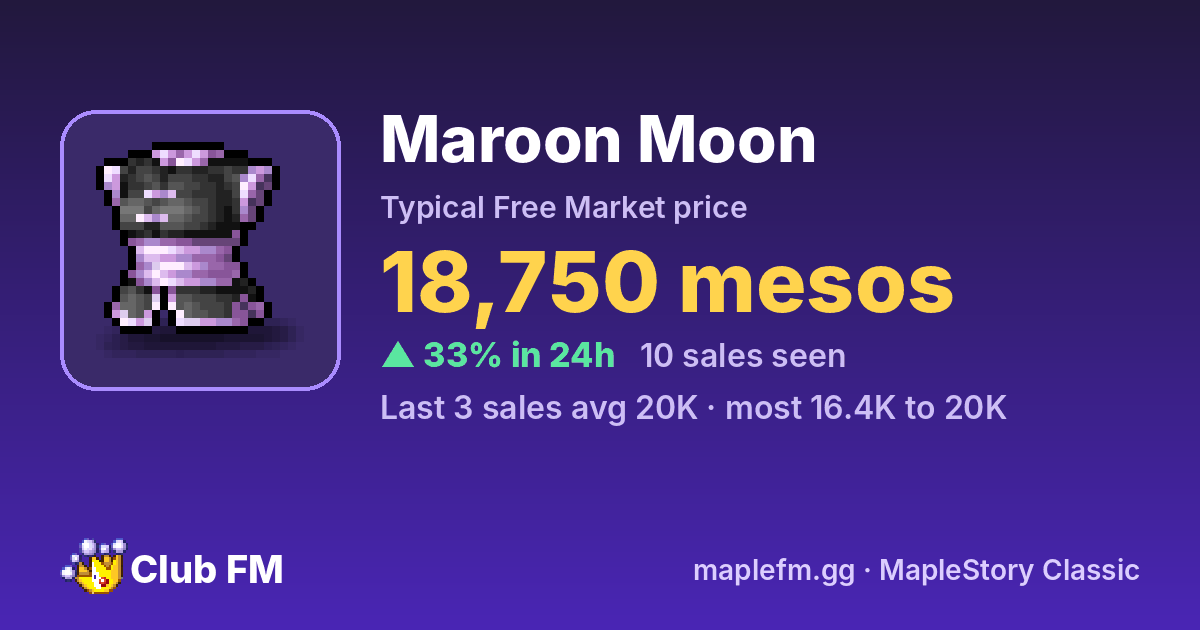 Maroon Moon
Typical Free Market price
18,750 mesos
▲ 33% in 24h 10 sales seen
Last 3 sales avg 20K · most 16.4K to 20K
Club FM
maplefm.gg · MapleStory Classic